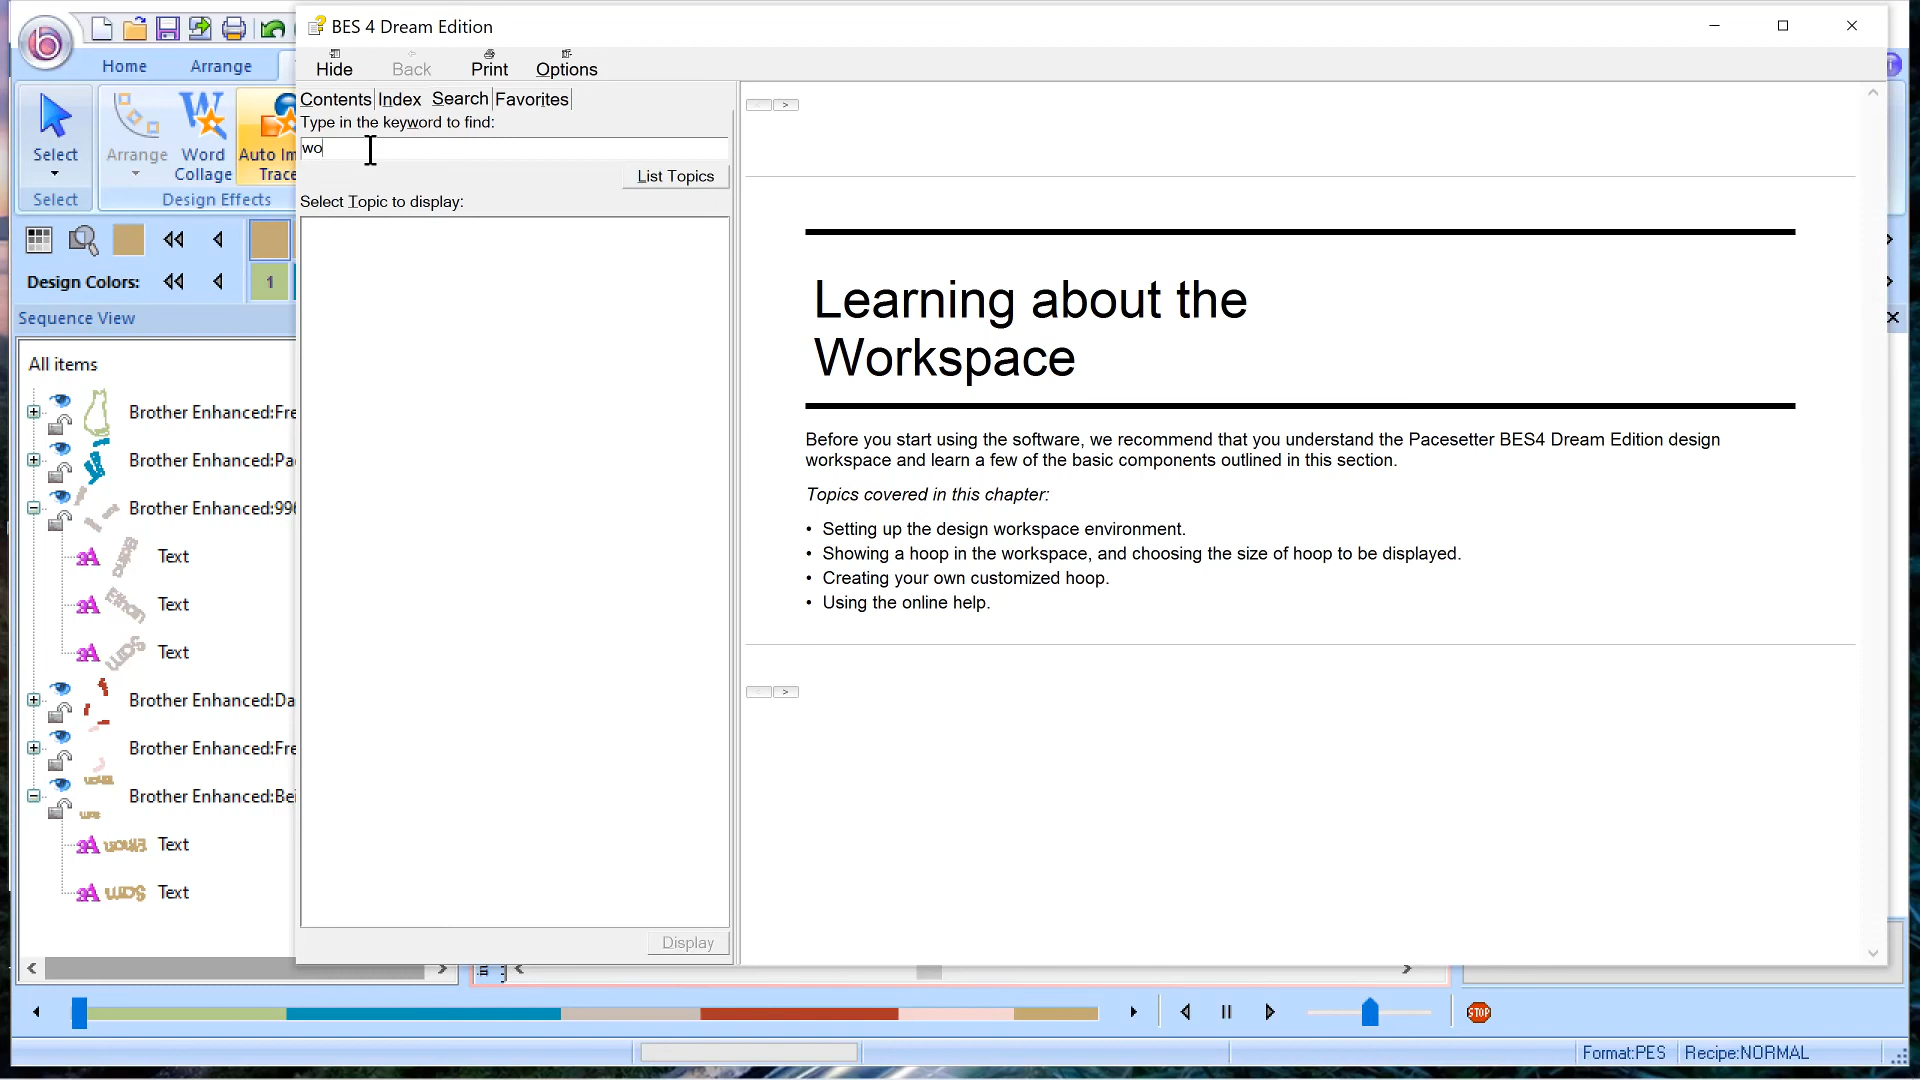 BES 4 Dream Edition
Hide
Back
Print
Options
Contents
Index
Search
Favorites
Type in the keyword to find:
wo
List Topics
Select Topic to display:
Display
Home
Arrange
Select
Arrange
Word
Collage
Auto Im
Trace
Select
Design Effects
Design Colors:
1
Sequence View
All items
Brother Enhanced:Fre
Brother Enhanced:Pa
Brother Enhanced:996
Text
Text
Text
Brother Enhanced:Da
Brother Enhanced:Fre
Brother Enhanced:Bei
Text
Text
Learning about the
Workspace
Before you start using the software, we recommend that you understand the Pacesetter BES4 Dream Edition design
workspace and learn a few of the basic components outlined in this section.
Topics covered in this chapter:
• Setting up the design workspace environment.
• Showing a hoop in the workspace, and choosing the size of hoop to be displayed.
• Creating your own customized hoop.
• Using the online help.
STOP
Format:PES
Recipe:NORMAL